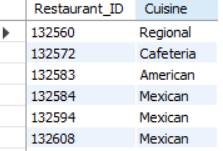 Restaurant_ID Cuisine
132560 Regional
132572 Cafeteria
132583 American
132584 Mexican
132594 Mexican
132608 Mexican